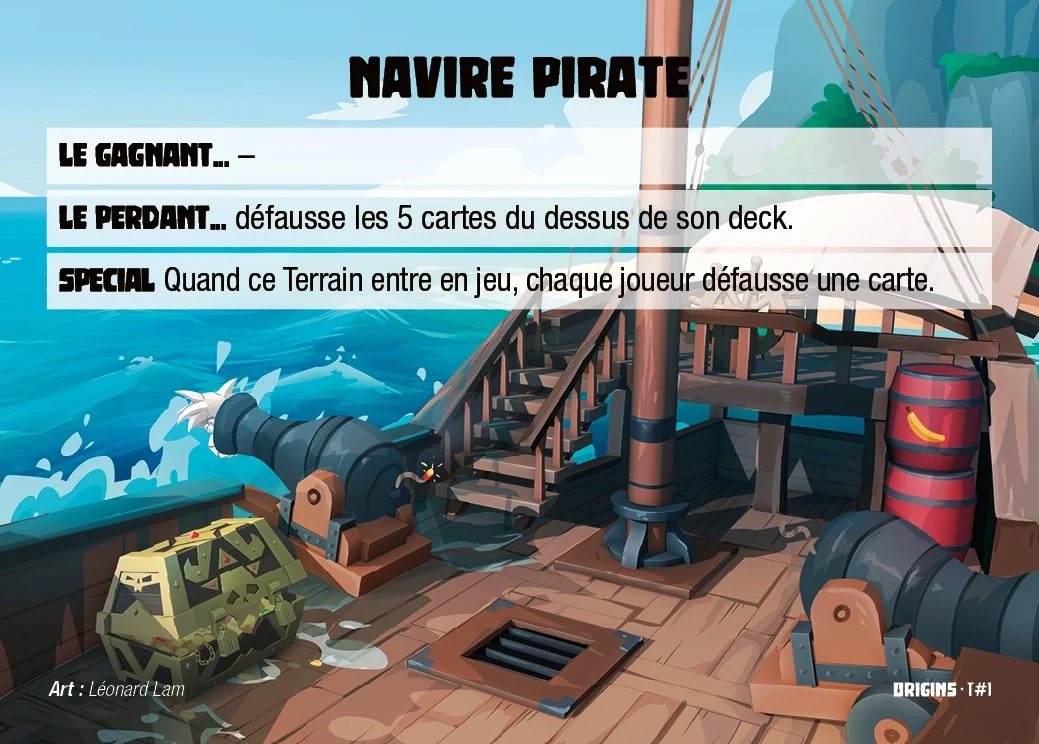 NAVIRE PIRATE
LE GAGNANT... –
LE PERDANT... défausse les 5 cartes du dessus de son deck.
SPECIAL Quand ce Terrain entre en jeu, chaque joueur défausse une carte.
Art : Léonard Lam
ORIGINS · T#1